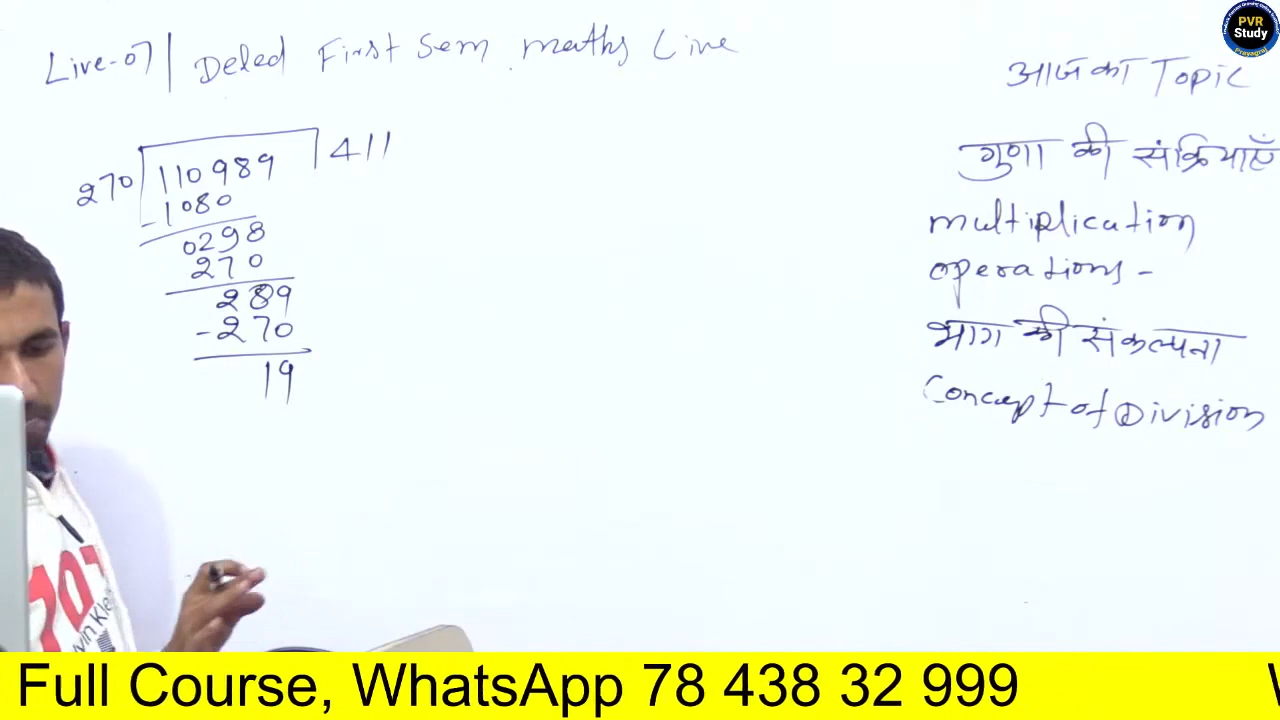 Live-07 | Deled First Sem maths Live
270 110989 411
-1080
0298
270
289
-270
19
आज का Topic
गुणा की संक्रियाएँ
multiplication
operations -
भाग की संकल्पना
Concept of Division
PVR
Study
Prayagraj
Full Course, WhatsApp 78 438 32 999